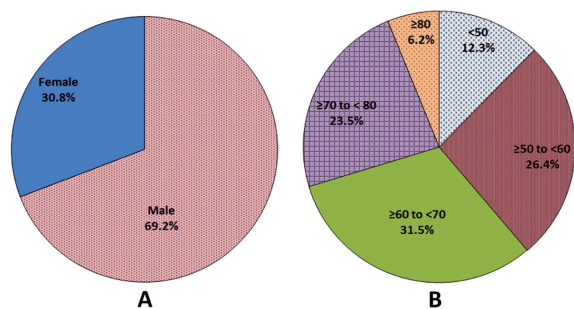 Female
30.8%
Male
69.2%
A
≥80
6.2%
<50
12.3%
≥70 to < 80
23.5%
≥50 to <60
26.4%
≥60 to <70
31.5%
B